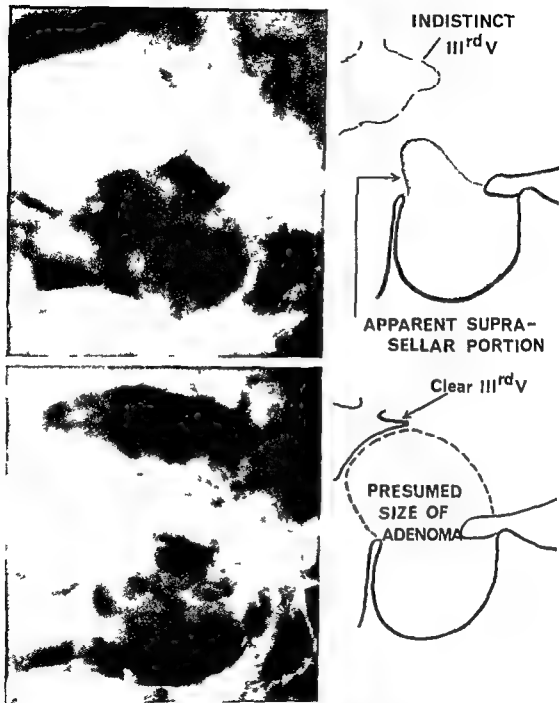 INDISTINCT
IIIrd V
APPARENT SUPRA-
SELLAR PORTION
Clear IIIrd V
PRESUMED
SIZE OF
ADENOMA